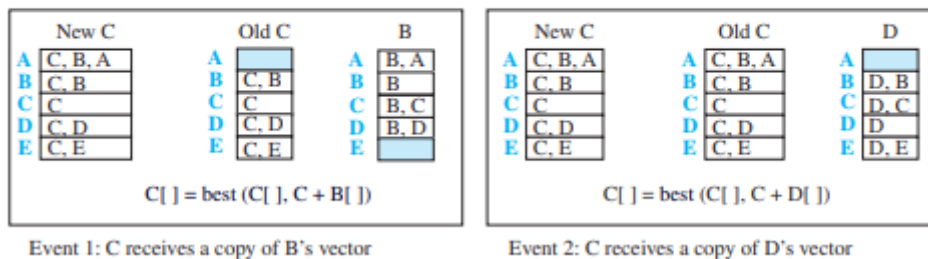 New C Old C B
A C, B, A A A B, A
B C, B B C, B B B
C C C C C B, C
D C, D D C, D D B, D
E C, E E C, E E
C[ ] = best (C[ ], C + B[ ])
Event 1: C receives a copy of B's vector
New C Old C D
A C, B, A A C, B, A A
B C, B B C, B B D, B
C C C C C D, C
D C, D D C, D D D
E C, E E C, E E D, E
C[ ] = best (C[ ], C + D[ ])
Event 2: C receives a copy of D's vector